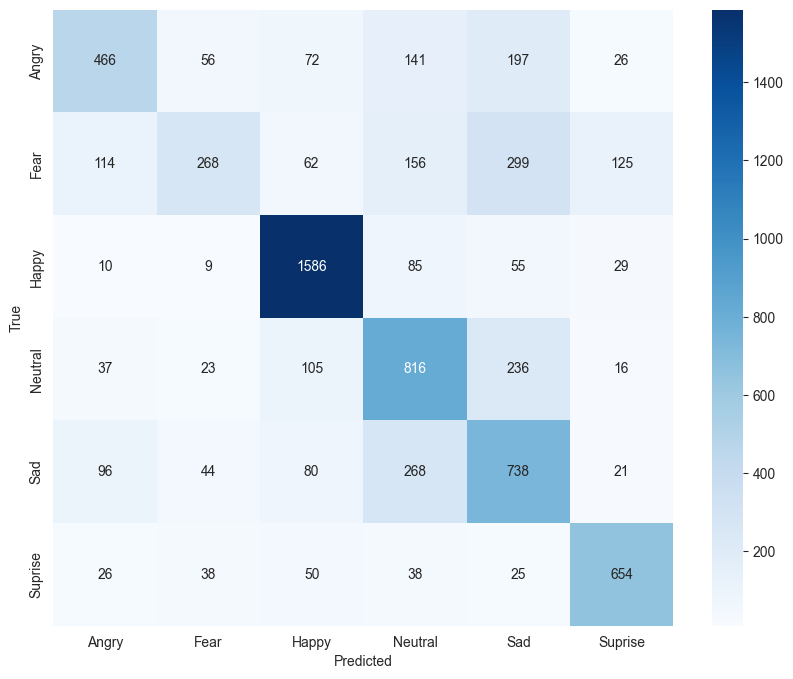 Angry 466 56 72 141 197 26
Fear 114 268 62 156 299 125
Happy 10 9 1586 85 55 29
Neutral 37 23 105 816 236 16
Sad 96 44 80 268 738 21
Suprise 26 38 50 38 25 654
True
Angry Fear Happy Neutral Sad Suprise
Predicted
1400
1200
1000
800
600
400
200